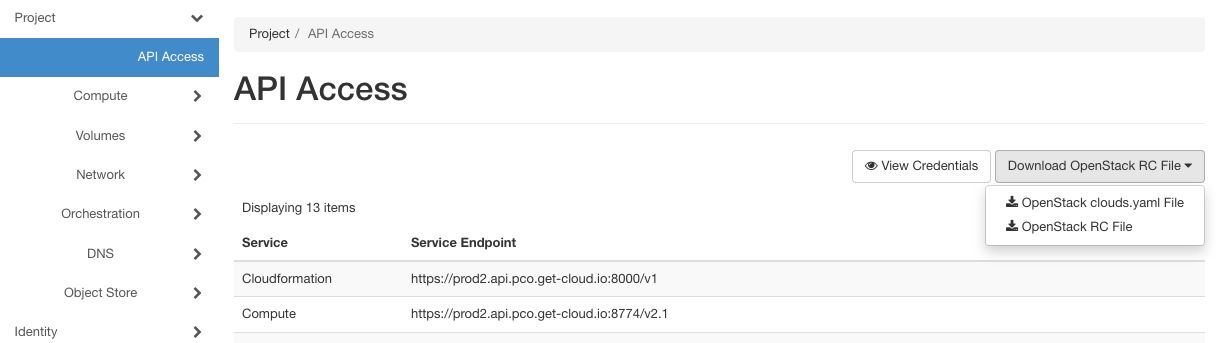 Project
API Access
Compute
Volumes
Network
Orchestration
DNS
Object Store
Identity
Project / API Access
API Access
View Credentials
Download OpenStack RC File
OpenStack clouds.yaml File
OpenStack RC File
Displaying 13 items
Service Service Endpoint
Cloudformation https://prod2.api.pco.get-cloud.io:8000/v1
Compute https://prod2.api.pco.get-cloud.io:8774/v2.1